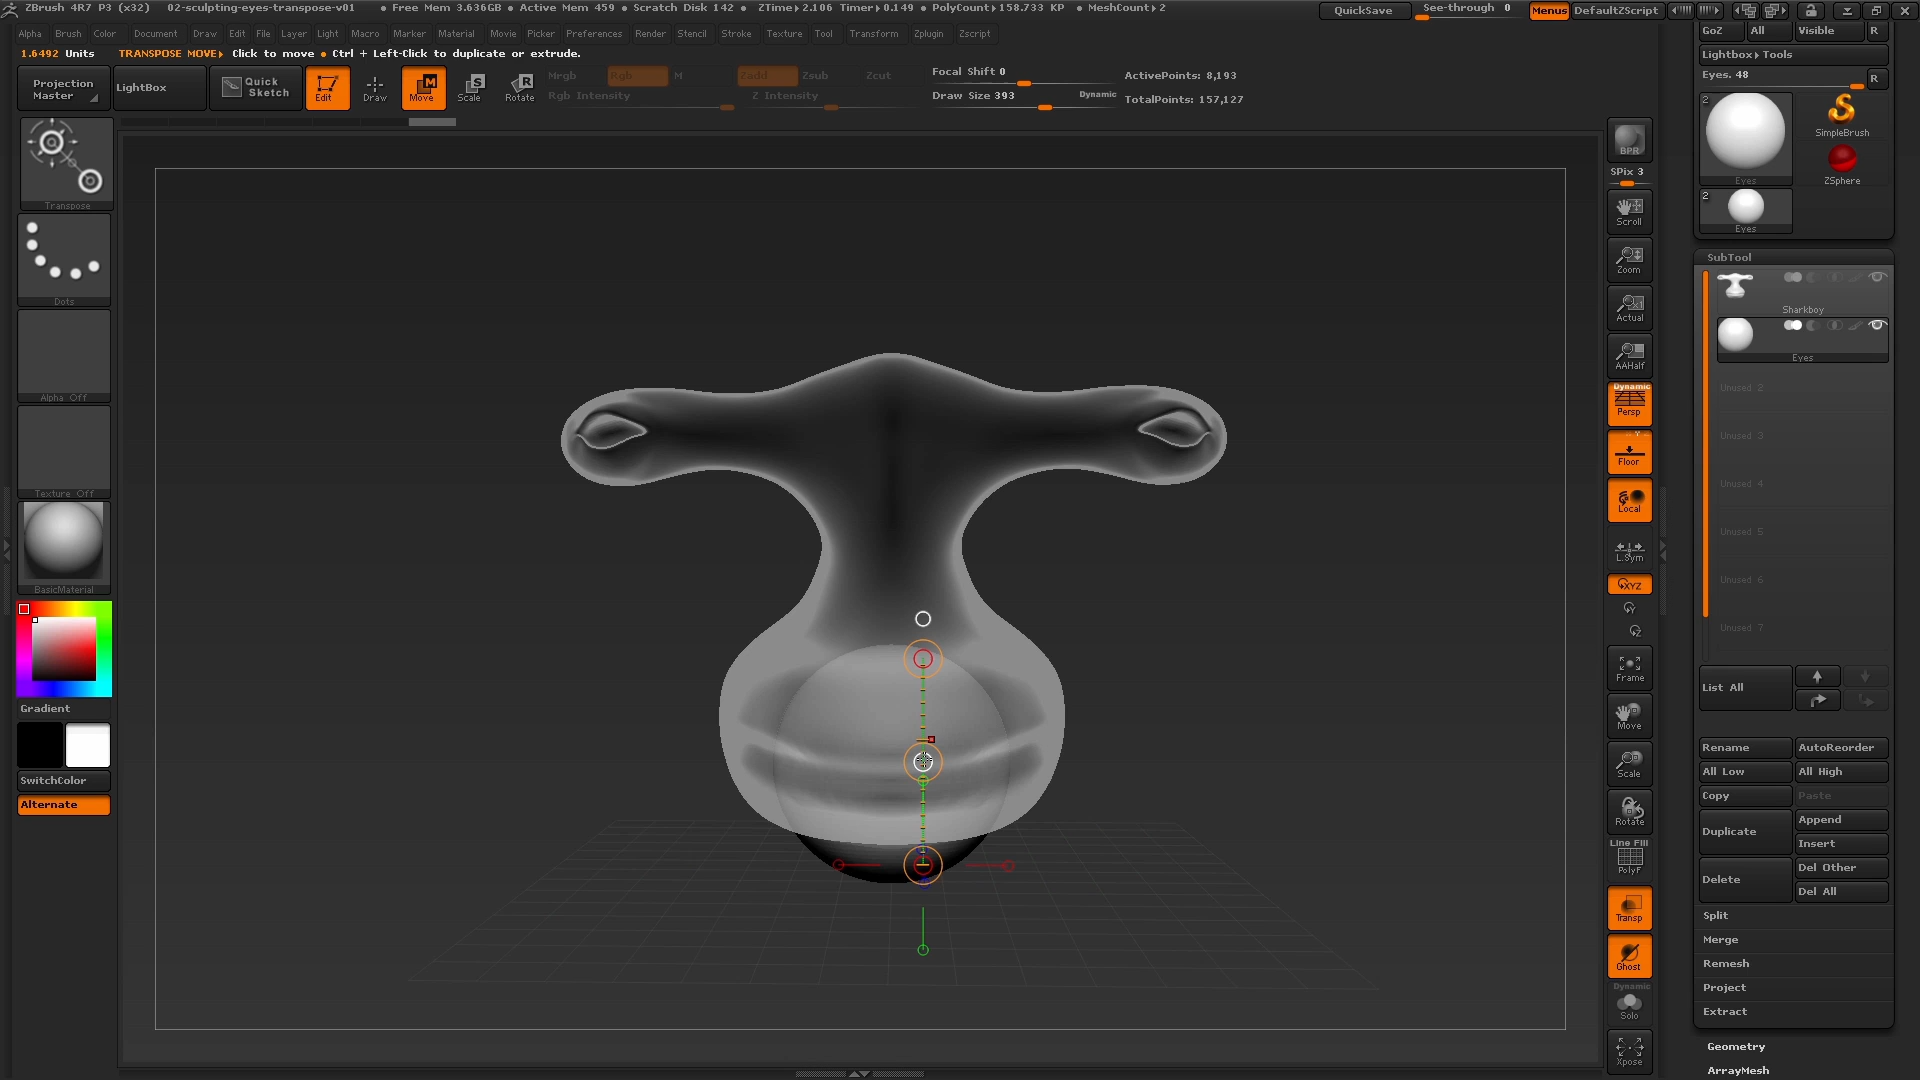 ZBrush 4R7 P3 (x32) 02-sculpting-eyes-transpose-v01 • Free Mem 3.636GB • Active Mem 459 • Scratch Disk 142 • ZTime▸2.106 Timer▸0.149 • PolyCount▸158.733 KP • MeshCount▸2 QuickSave See-through 0 Menus DefaultZScript
Alpha Brush Color Document Draw Edit File Layer Light Macro Marker Material Movie Picker Preferences Render Stencil Stroke Texture Tool Transform Zplugin Zscript
1.6492 Units TRANSPOSE MOVE▸ Click to move • Ctrl + Left-Click to duplicate or extrude.
Projection Master
LightBox
Quick Sketch
Edit
Draw
Move
Scale
Rotate
Mrgb Rgb M
Rgb Intensity
Zadd Zsub Zcut
Z Intensity
Focal Shift 0
Draw Size 393 Dynamic
ActivePoints: 8,193
TotalPoints: 157,127
Transpose
Dots
Alpha Off
Texture Off
BasicMaterial
Gradient
SwitchColor
Alternate
BPR
SPix 3
Scroll
Zoom
Actual
AAHalf
Dynamic
Persp
Floor
Local
L.Sym
XYZ
Y
Z
Frame
Move
Scale
Rotate
Line Fill
PolyF
Transp
Ghost
Dynamic
Solo
Xpose
GoZ All Visible R
Lightbox▸Tools
Eyes. 48 R
2
Eyes
SimpleBrush
ZSphere
2
Eyes
SubTool
Sharkboy
Eyes
Unused 2
Unused 3
Unused 4
Unused 5
Unused 6
Unused 7
List All
Rename AutoReorder
All Low All High
Copy Paste
Duplicate Append
Insert
Delete Del Other
Del All
Split
Merge
Remesh
Project
Extract
Geometry
ArrayMesh